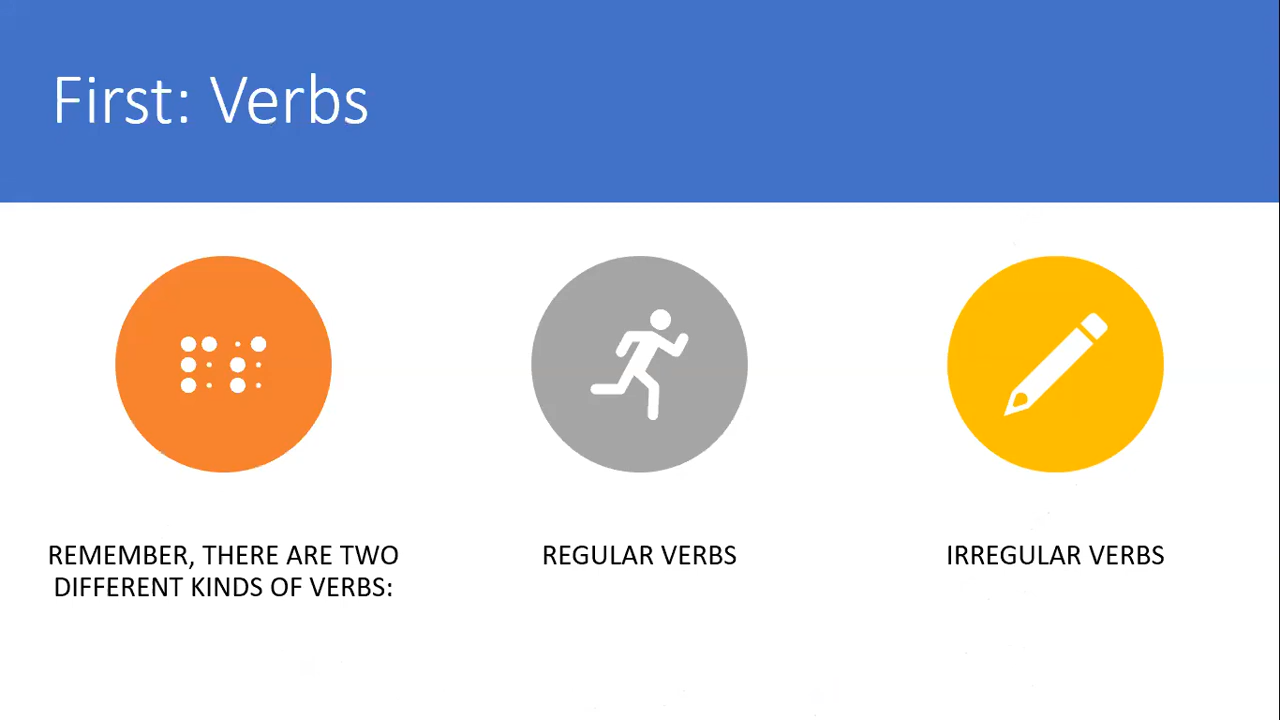 First: Verbs
REMEMBER, THERE ARE TWO
DIFFERENT KINDS OF VERBS:
REGULAR VERBS
IRREGULAR VERBS